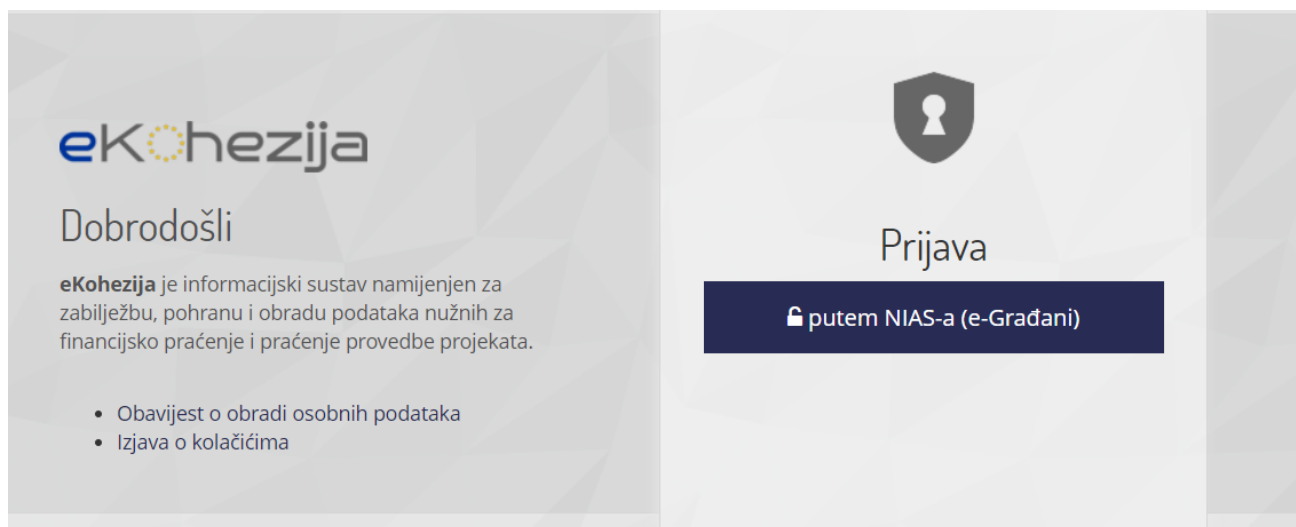 eKohezija
Dobrodošli
eKohezija je informacijski sustav namijenjen za
zabilježbu, pohranu i obradu podataka nužnih za
financijsko praćenje i praćenje provedbe projekata.
• Obavijest o obradi osobnih podataka
• Izjava o kolačićima
Prijava
putem NIAS-a (e-Građani)